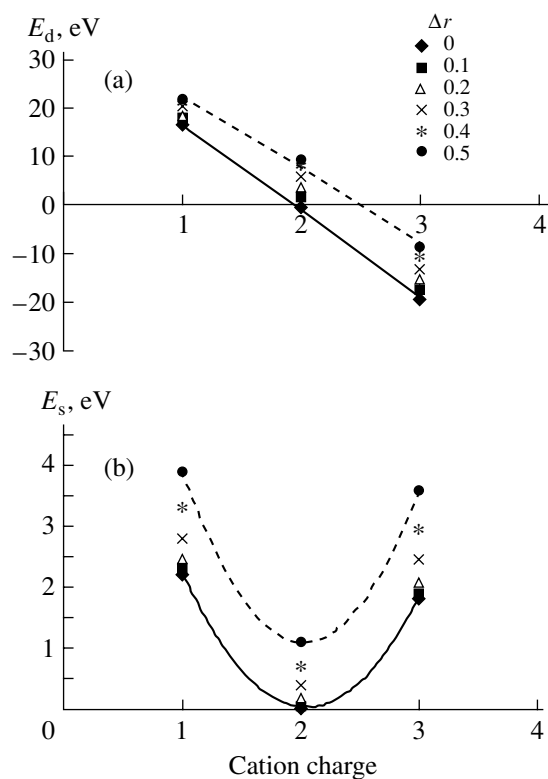 E_d, eV
Δr
(a)
◆ 0
■ 0.1
△ 0.2
× 0.3
* 0.4
● 0.5
30
20
10
0
–10
–20
–30
1 2 3 4
E_s, eV
(b)
4
3
2
1
0 1 2 3 4
Cation charge